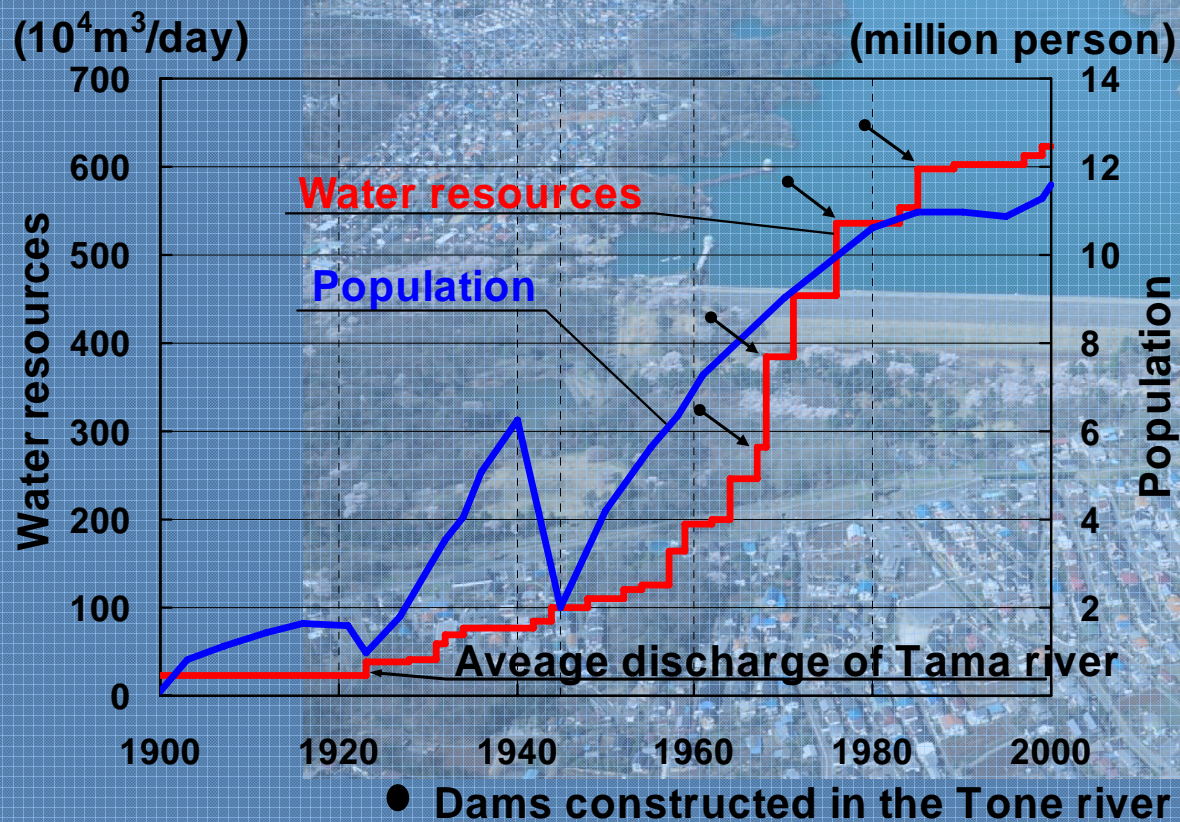 (10⁴m³/day)
(million person)
700
14
600
12
Water resources
500
10
Population
400
8
300
6
200
4
100
2
Aveage discharge of Tama river
0
Water resources
Population
1900 1920 1940 1960 1980 2000
● Dams constructed in the Tone river